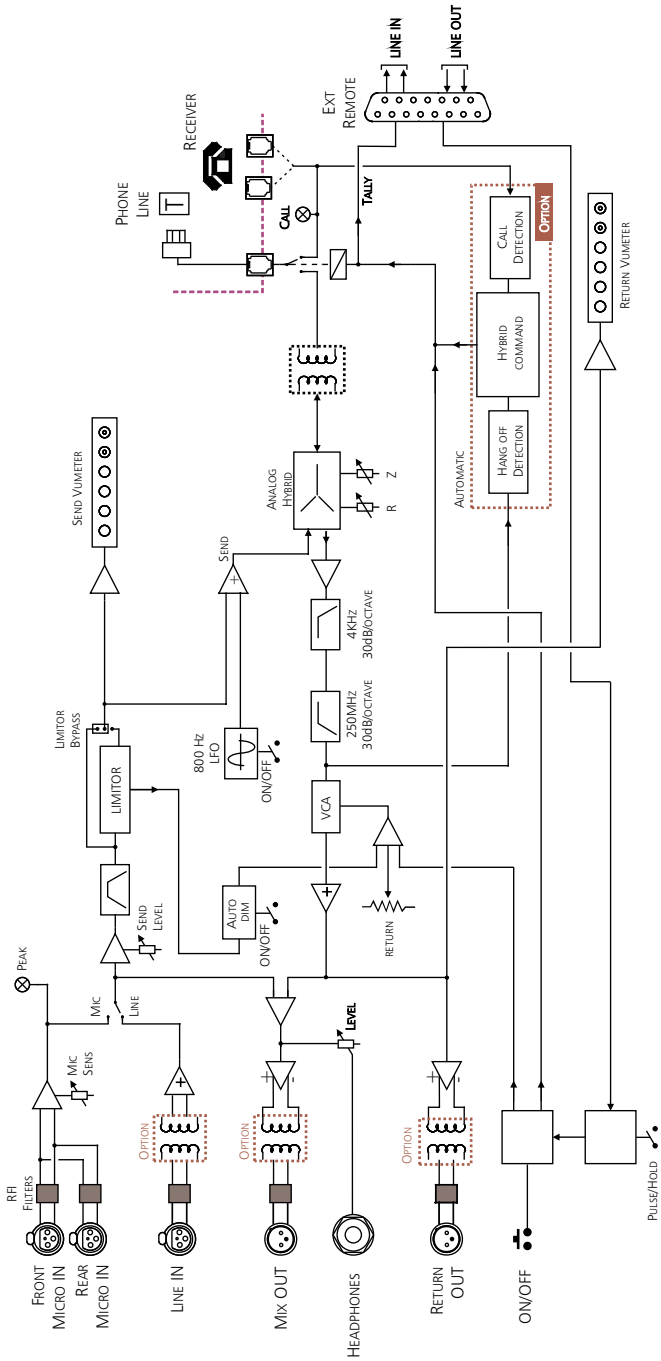 LINE IN
LINE OUT
EXT
REMOTE
RECEIVER
PHONE
LINE
T
CALL
TALLY
CALL
DETECTION
OPTION
HYBRID
COMMAND
HANG OFF
DETECTION
AUTOMATIC
RETURN VUMETER
SEND VUMETER
ANALOG
HYBRID
R
Z
SEND
+
4KHZ
30dB/OCTAVE
250MHZ
30dB/OCTAVE
800 HZ
LFO
ON/OFF
LIMITOR
BYPASS
LIMITOR
VCA
+
RETURN
AUTO
DIM
ON/OFF
SEND
LEVEL
PEAK
MIC
LINE
MIC
SENS
LEVEL
+
+
-
+
-
OPTION
OPTION
OPTION
RFI
FILTERS
FRONT
MICRO IN
REAR
MICRO IN
LINE IN
MIX OUT
HEADPHONES
RETURN
OUT
ON/OFF
PULSE/HOLD